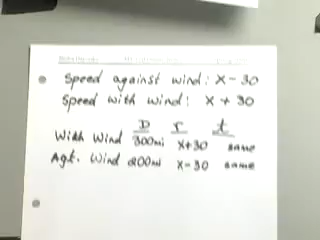 Speed against wind: x - 30
Speed with wind: x + 30
D r t
With Wind 300mi x+30 same
Agt. Wind 200mi x-30 same